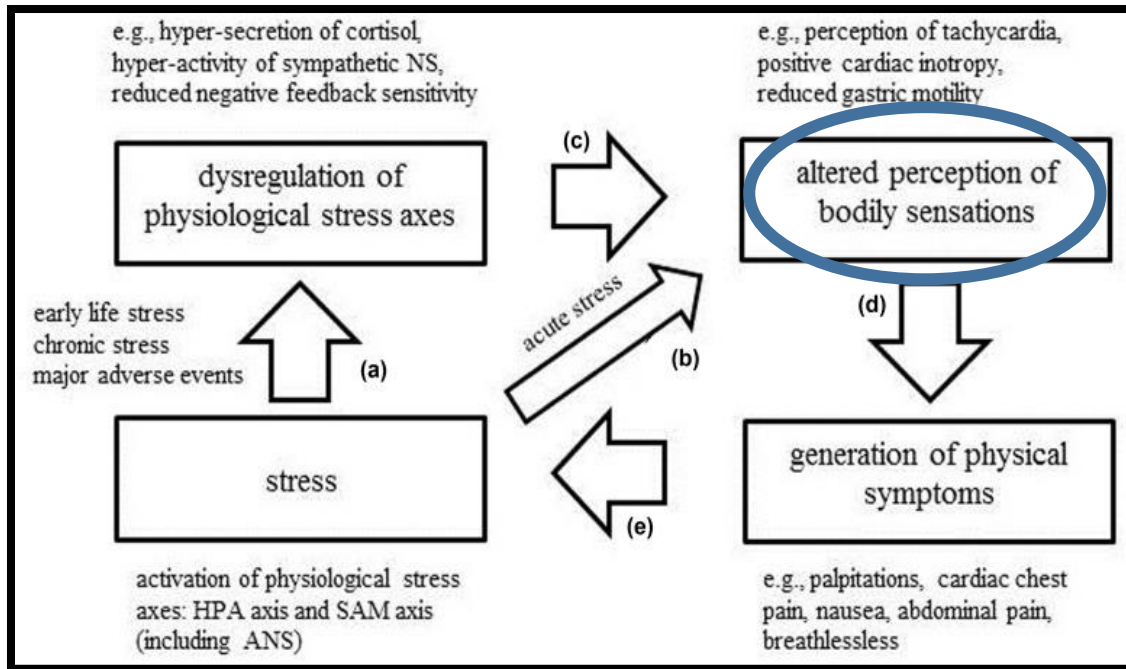 e.g., hyper-secretion of cortisol,
hyper-activity of sympathetic NS,
reduced negative feedback sensitivity
e.g., perception of tachycardia,
positive cardiac inotropy,
reduced gastric motility
dysregulation of
physiological stress axes
(c)
altered perception of
bodily sensations
early life stress
chronic stress
major adverse events
(a)
acute stress
(b)
(d)
stress
(e)
generation of physical
symptoms
activation of physiological stress
axes: HPA axis and SAM axis
(including ANS)
e.g., palpitations, cardiac chest
pain, nausea, abdominal pain,
breathlessless